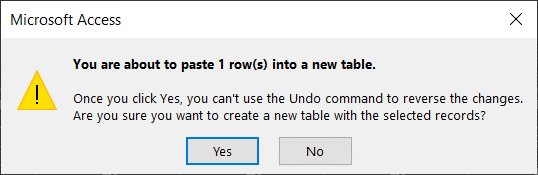 Microsoft Access
You are about to paste 1 row(s) into a new table.
Once you click Yes, you can't use the Undo command to reverse the changes.
Are you sure you want to create a new table with the selected records?
Yes No